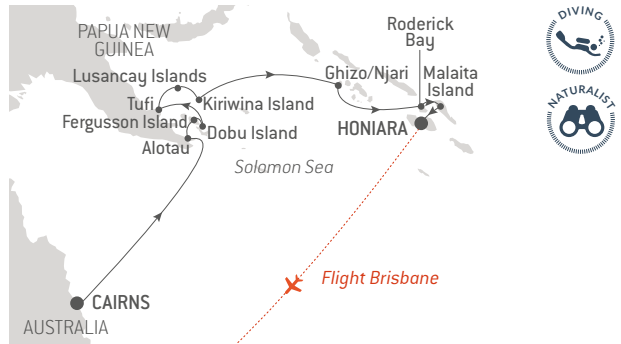 DIVING
Roderick
Bay
PAPUA NEW
GUINEA
Lusancay Islands
Ghizo/Njari
Malaita
Island
NATURALIST
Tufi
Kiriwina Island
Fergusson Island
Dobu Island
HONIARA
Alotau
Solomon Sea
Flight Brisbane
CAIRNS
AUSTRALIA